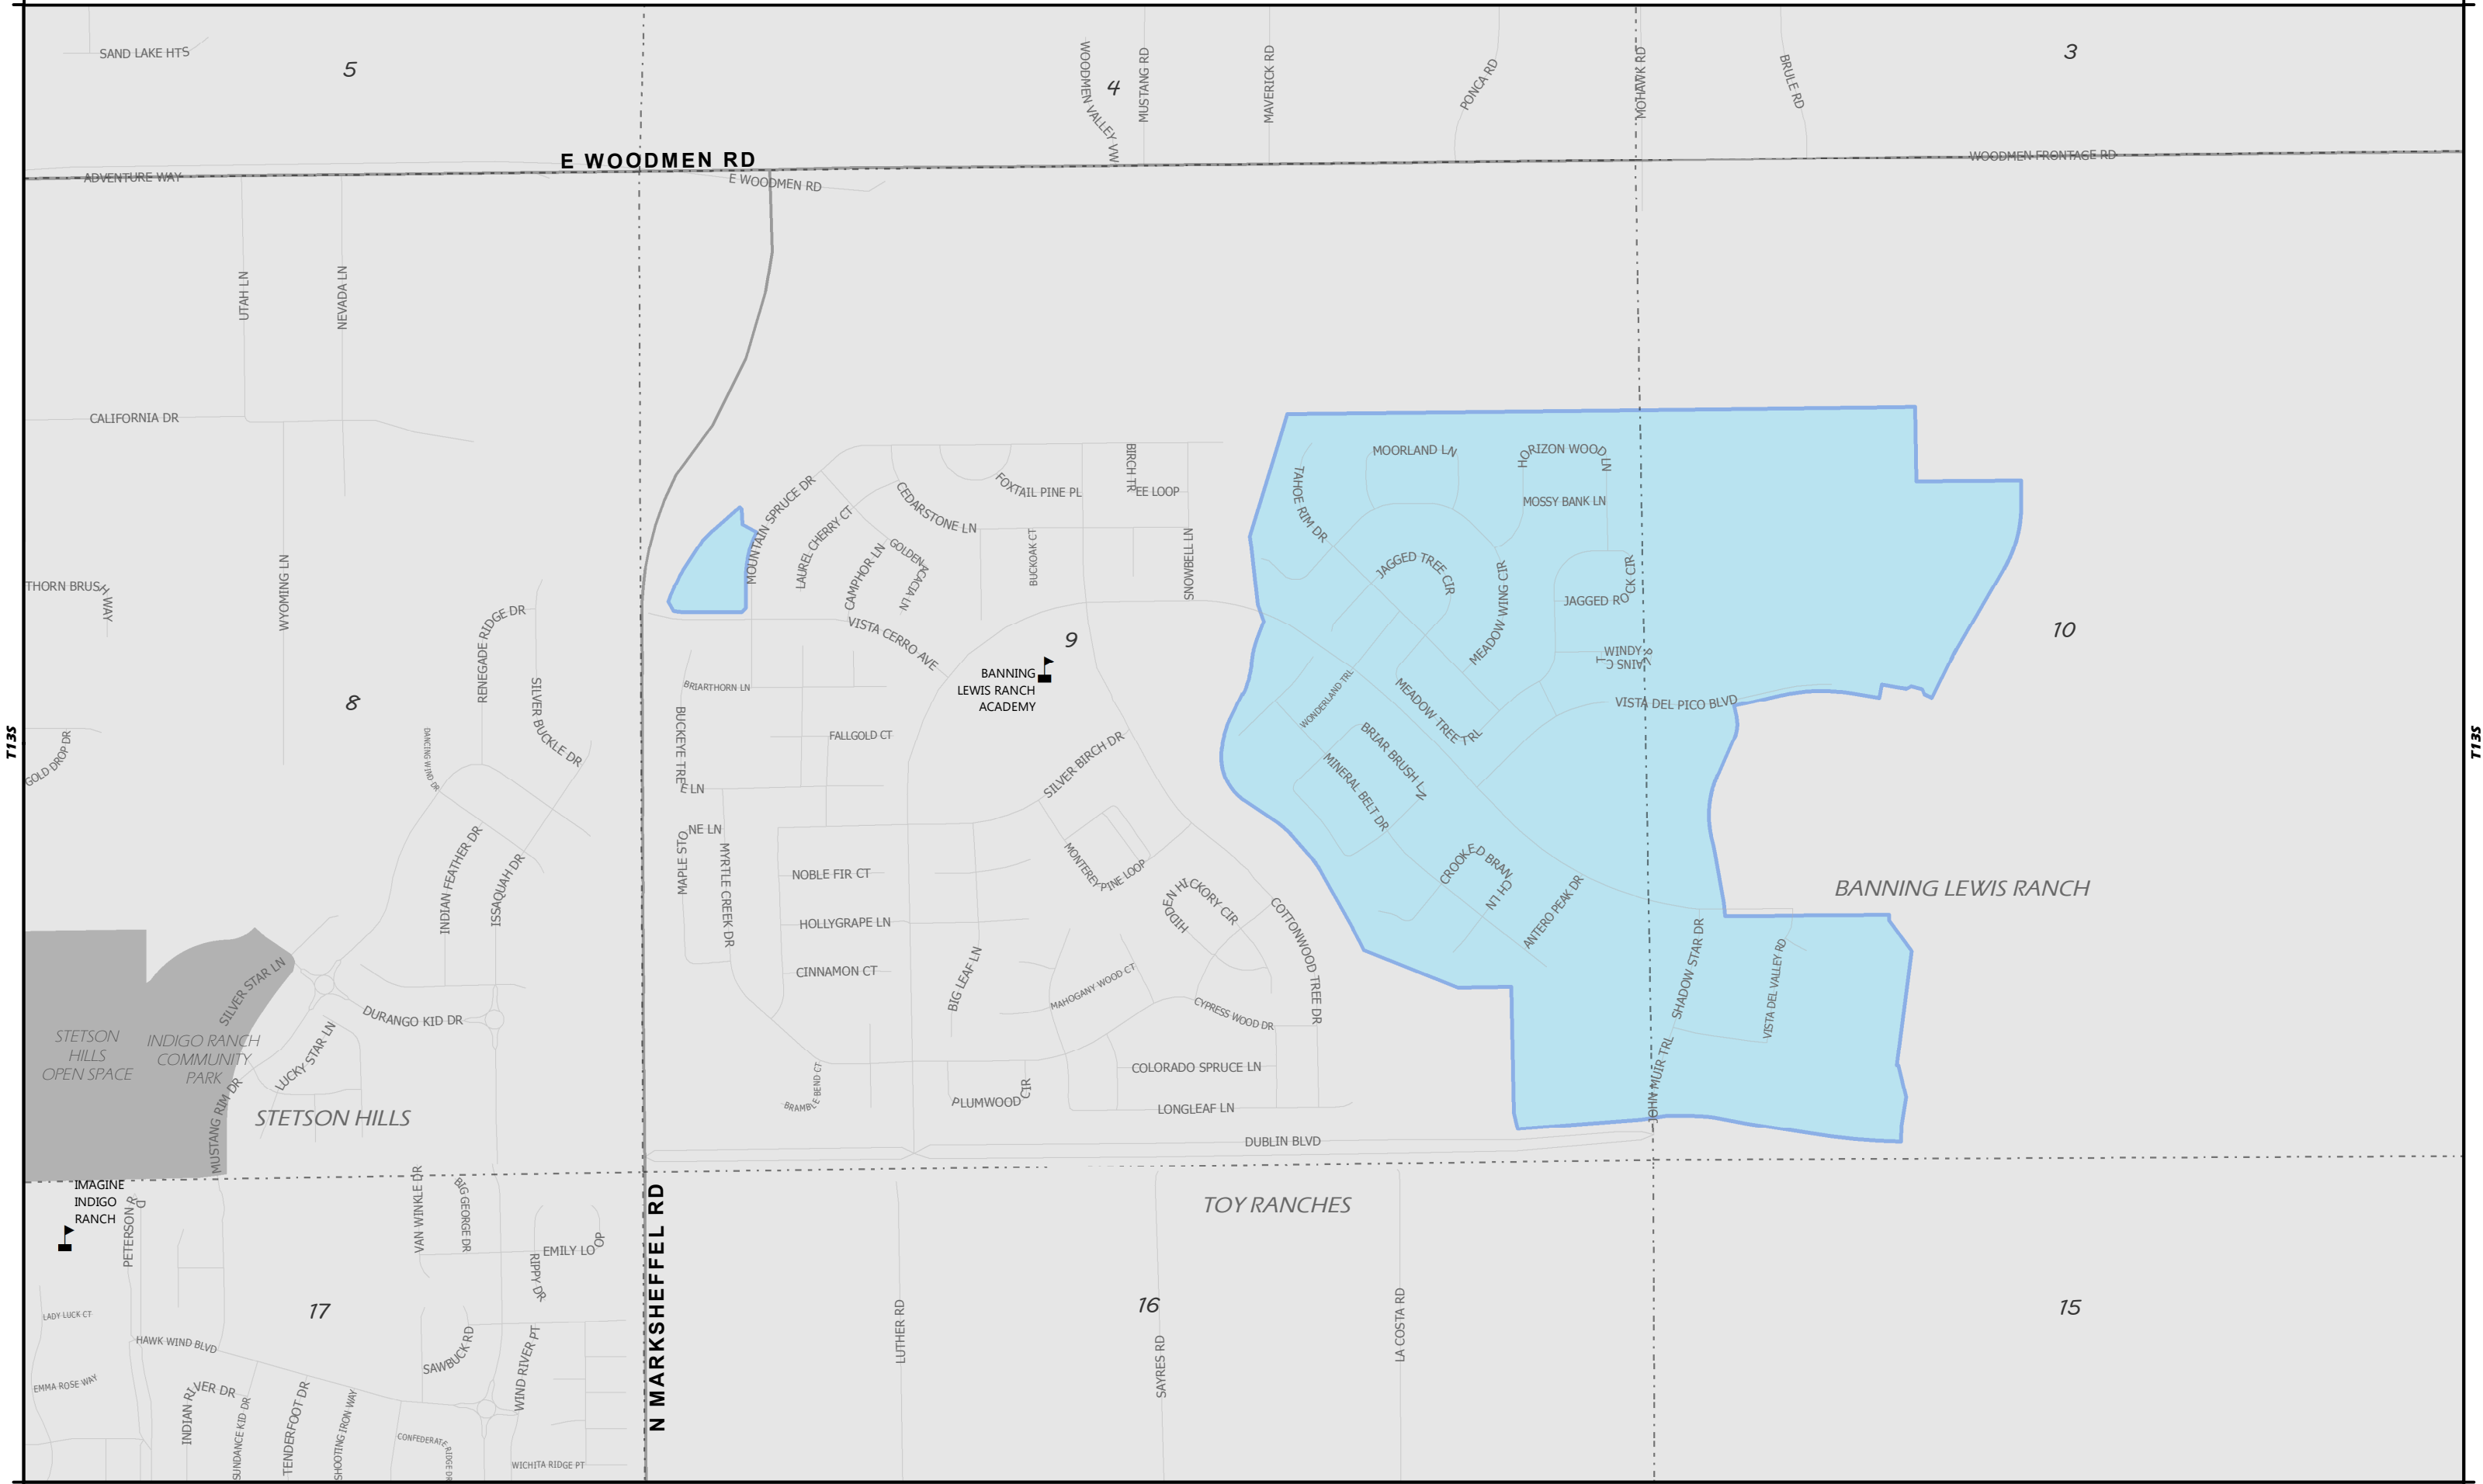 SAND LAKE HTS
5
4
3
WOODMEN VALLEY VW
MUSTANG RD
MAVERICK RD
PONCA RD
MOHAWK RD
BRULE RD
E WOODMEN RD
WOODMEN FRONTAGE RD
ADVENTURE WAY
E WOODMEN RD
UTAH LN
NEVADA LN
CALIFORNIA DR
WYOMING LN
THORN BRUSH WAY
MOUNTAIN SPRUCE DR
LAUREL CHERRY CT
CEDARSTONE LN
FOXTAIL PINE PL
BIRCH TREE LOOP
CAMPHOR LN
GOLDEN ACACIA LN
BUCKOAK CT
SNOWBELL LN
TAHOE RIM DR
MOORLAND LN
HORIZON WOOD LN
MOSSY BANK LN
JAGGED TREE CIR
MEADOW WING CIR
JAGGED ROCK CIR
WINDY VAINS CT
RENEGADE RIDGE DR
SILVER BUCKLE DR
DANCING WIND DR
VISTA CERRO AVE
9
10
8
BANNING
LEWIS RANCH
ACADEMY
BRIARTHORN LN
BUCKEYE TREE LN
FALLGOLD CT
SILVER BIRCH DR
WONDERLAND TRL
MEADOW TREE TRL
VISTA DEL PICO BLVD
BRIAR BRUSH LN
MINERAL BELT DR
T13S
T13S
GOLD DROP DR
INDIAN FEATHER DR
ISSAQUAH DR
MAPLE STONE LN
MYRTLE CREEK DR
NOBLE FIR CT
MONTEREY PINE LOOP
HIDDEN HICKORY CIR
COTTONWOOD TREE DR
CROOKED BRANCH LN
ANTERO PEAK DR
BANNING LEWIS RANCH
HOLLYGRAPE LN
CINNAMON CT
BIG LEAF LN
MAHOGANY WOOD CT
CYPRESS WOOD DR
SHADOW STAR DR
VISTA DEL VALLEY RD
JOHN MUIR TRL
SILVER STAR LN
DURANGO KID DR
LUCKY STAR LN
STETSON
HILLS
OPEN SPACE
INDIGO RANCH
COMMUNITY
PARK
MUSTANG RIM DR
STETSON HILLS
BRAMBLE BEND CT
PLUMWOOD CIR
COLORADO SPRUCE LN
LONGLEAF LN
DUBLIN BLVD
TOY RANCHES
IMAGINE
INDIGO
RANCH
PETERSON RD
VAN WINKLE DR
BIG GEORGE DR
EMILY LOOP
RIPPY DR
N MARKSHEFFEL RD
17
16
15
LUTHER RD
SAYRES RD
LA COSTA RD
LADY LUCK CT
HAWK WIND BLVD
EMMA ROSE WAY
SAWBUCK RD
WIND RIVER PT
INDIAN RIVER DR
SUNDANCE KID DR
TENDERFOOT DR
SHOOTING IRON WAY
CONFEDERATE RIDGE DR
WICHITA RIDGE PT